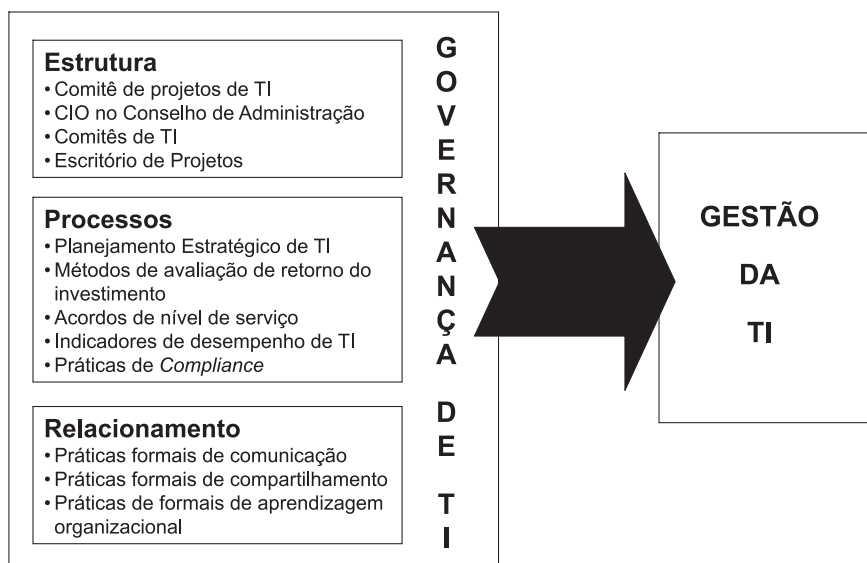 Estrutura
• Comitê de projetos de TI
• CIO no Conselho de Administração
• Comitês de TI
• Escritório de Projetos
Processos
• Planejamento Estratégico de TI
• Métodos de avaliação de retorno do
investimento
• Acordos de nível de serviço
• Indicadores de desempenho de TI
• Práticas de Compliance
Relacionamento
• Práticas formais de comunicação
• Práticas formais de compartilhamento
• Práticas de formais de aprendizagem
organizacional
GOVERNANÇA DE TI
GESTÃO
DA
TI